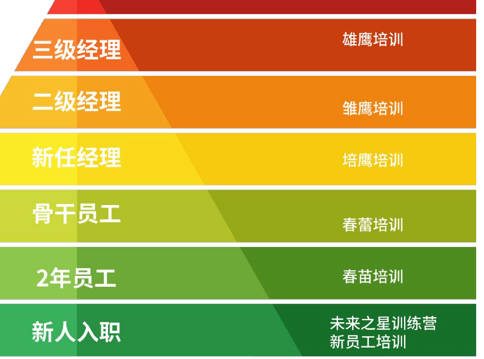 三级经理
雄鹰培训
二级经理
雏鹰培训
新任经理
培鹰培训
骨干员工
春蕾培训
2年员工
春苗培训
新人入职
未来之星训练营
新员工培训